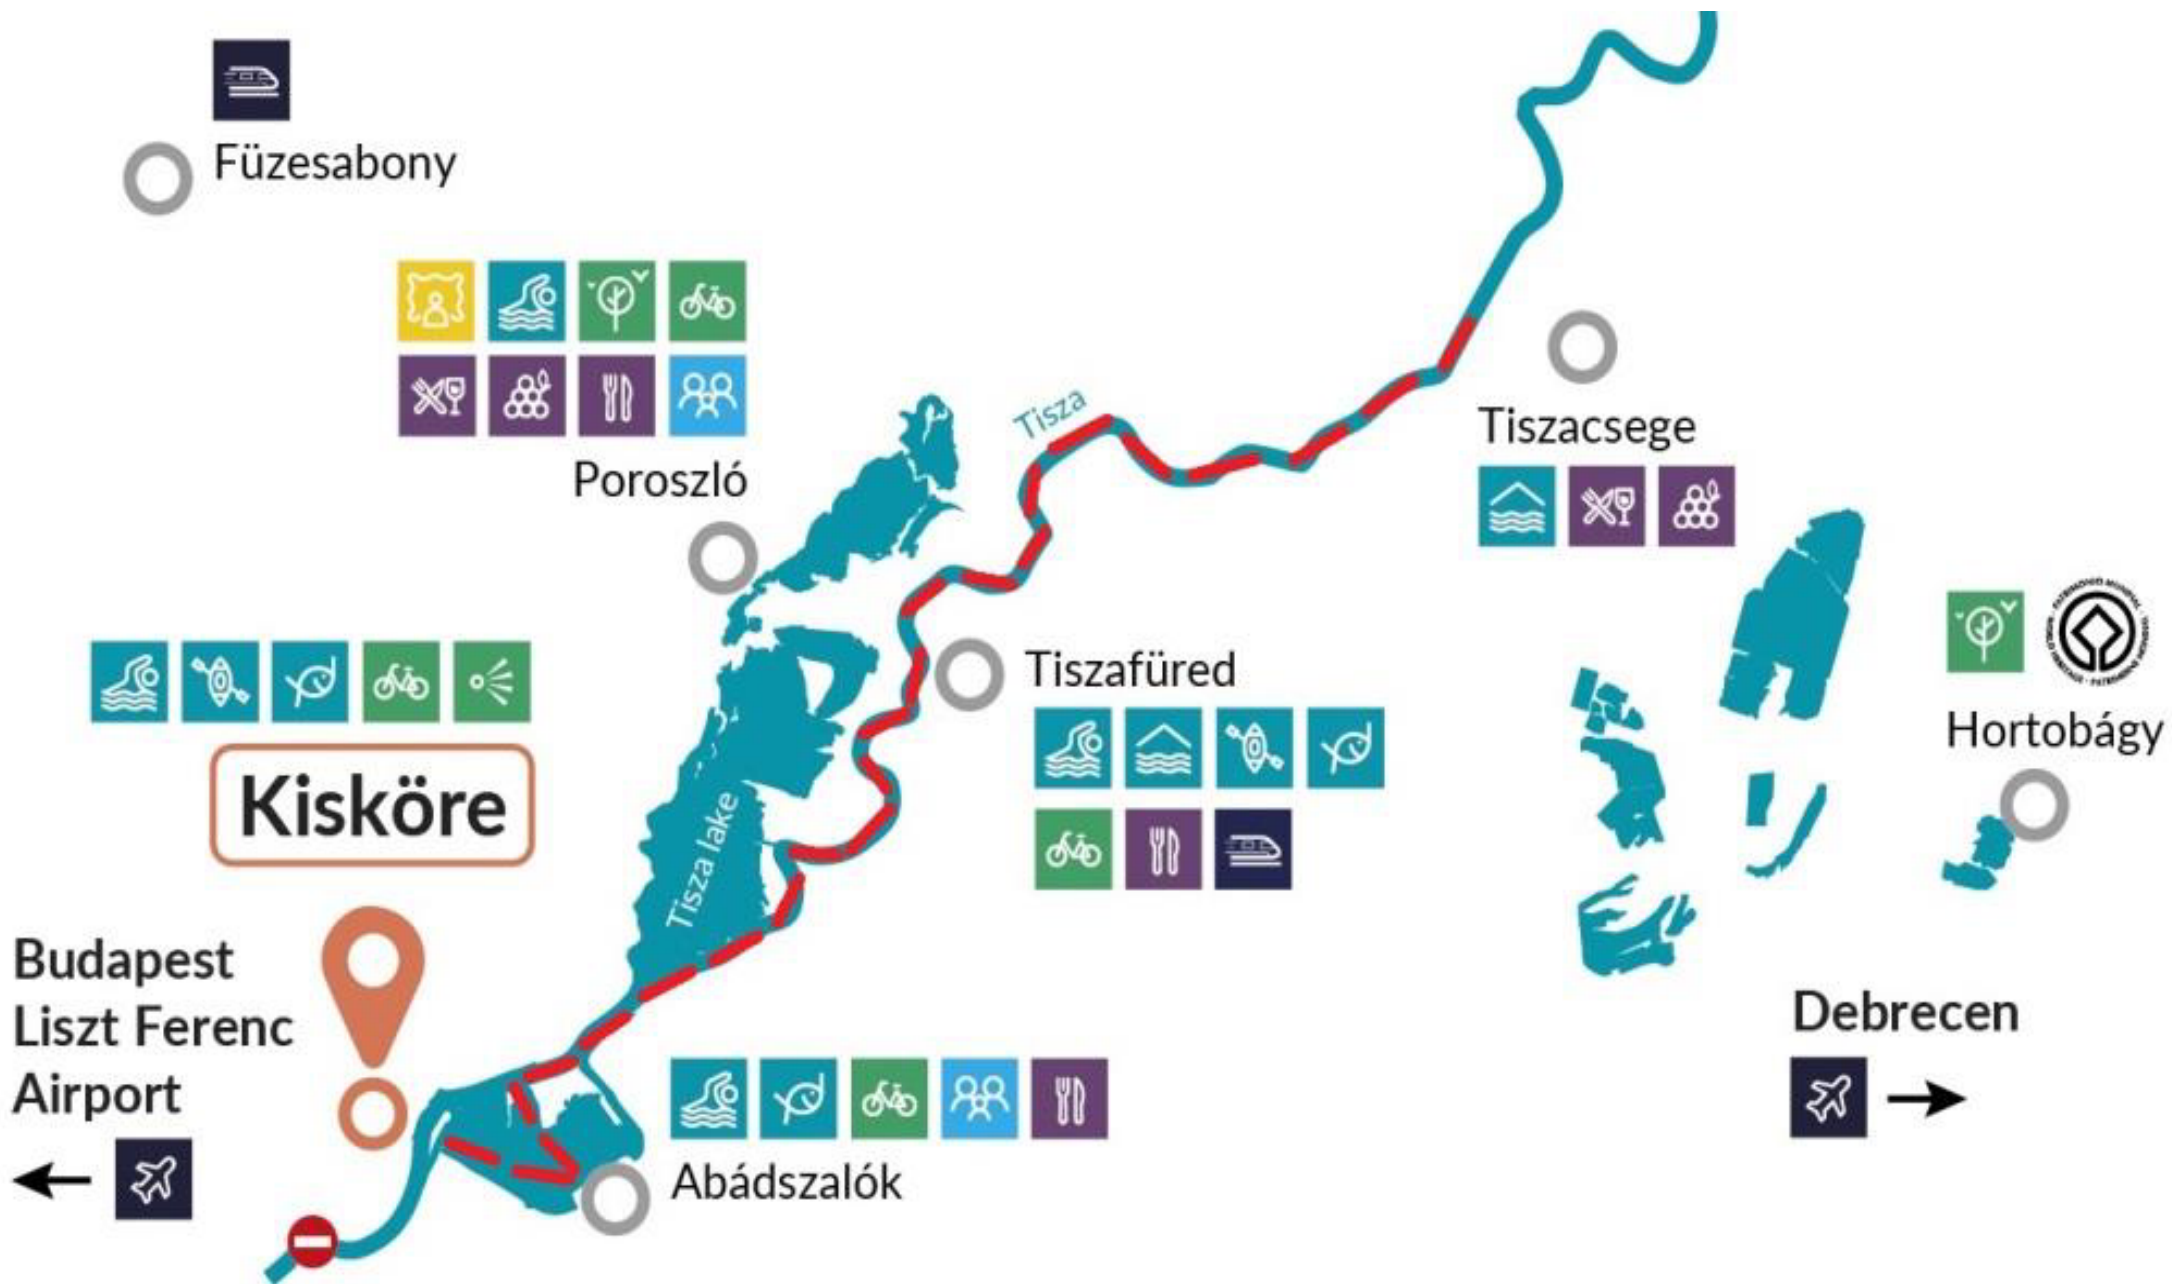 Füzesabony
Poroszló
Tisza
Tiszacsege
Tiszafüred
Hortobágy
Kisköre
Tisza lake
Budapest
Liszt Ferenc
Airport
Debrecen
Abádszalók